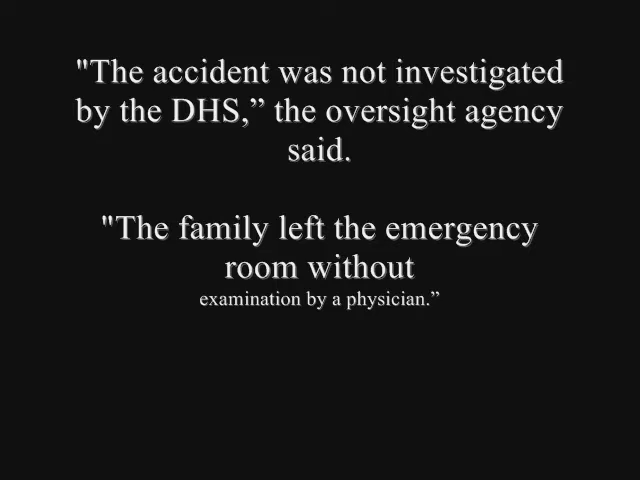 "The accident was not investigated
by the DHS,” the oversight agency
said.
"The family left the emergency
room without
examination by a physician.”